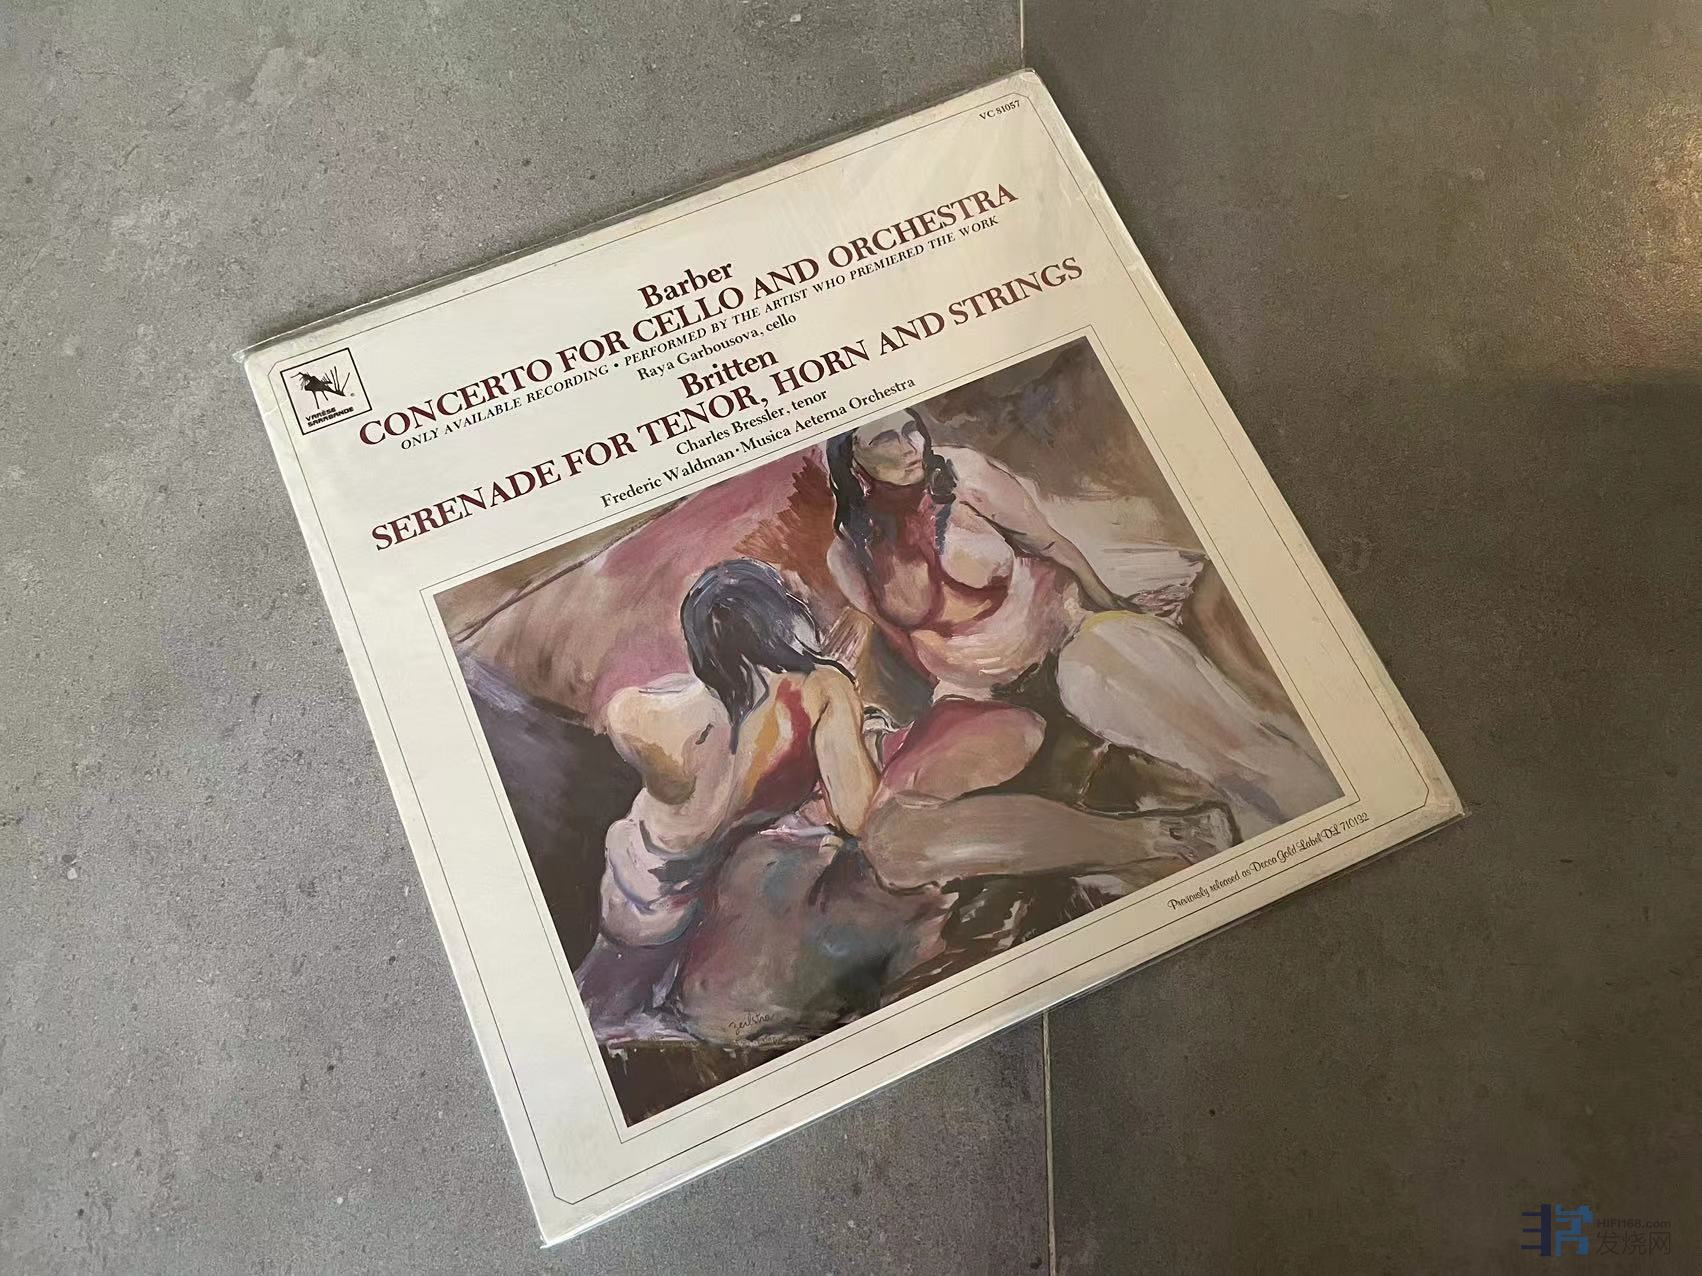 VC 81057
VARÈSE
SARABANDE
Barber
CONCERTO FOR CELLO AND ORCHESTRA
ONLY AVAILABLE RECORDING • PERFORMED BY THE ARTIST WHO PREMIERED THE WORK
Raya Garbousova, cello
Britten
SERENADE FOR TENOR, HORN AND STRINGS
Charles Bressler, tenor
Frederic Waldman • Musica Aeterna Orchestra
zeilstra
Previously released as Decca Gold Label DL 710132
HIFI168.com
发烧网